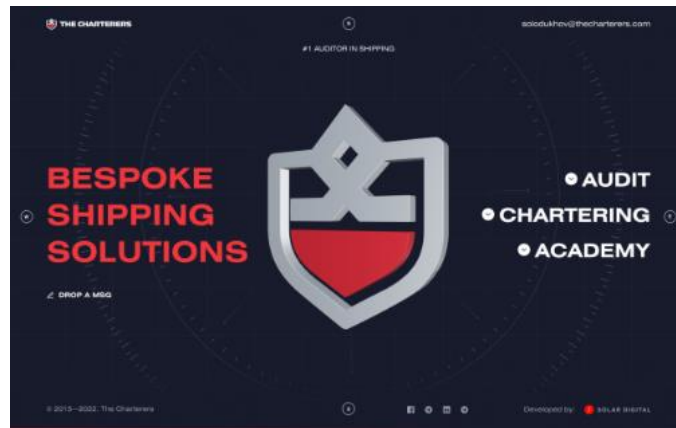 THE CHARTERERS
solodukhov@thecharterers.com
#1 AUDITOR IN SHIPPING
BESPOKE
SHIPPING
SOLUTIONS
AUDIT
CHARTERING
ACADEMY
DROP A MSG
© 2015—2022. The Charterers
Developed by
SOLAR DIGITAL